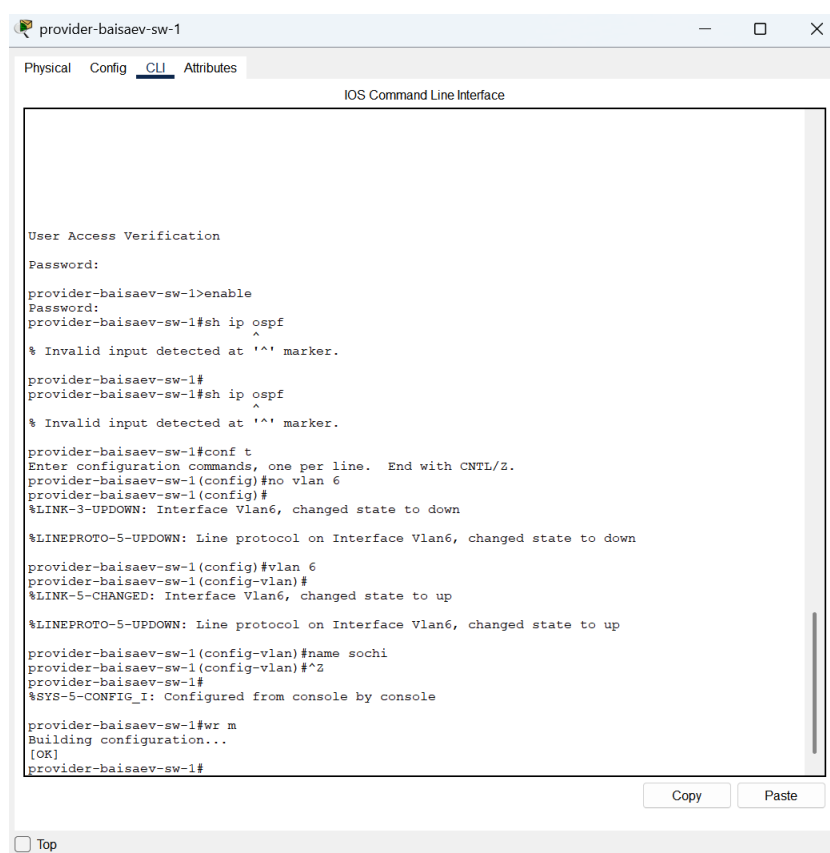 provider-baisaev-sw-1
Physical Config CLI Attributes
IOS Command Line Interface
User Access Verification
Password:
provider-baisaev-sw-1>enable
Password:
provider-baisaev-sw-1#sh ip ospf
^
% Invalid input detected at '^' marker.
provider-baisaev-sw-1#
provider-baisaev-sw-1#sh ip ospf
^
% Invalid input detected at '^' marker.
provider-baisaev-sw-1#conf t
Enter configuration commands, one per line.  End with CNTL/Z.
provider-baisaev-sw-1(config)#no vlan 6
provider-baisaev-sw-1(config)#
%LINK-3-UPDOWN: Interface Vlan6, changed state to down
%LINEPROTO-5-UPDOWN: Line protocol on Interface Vlan6, changed state to down
provider-baisaev-sw-1(config)#vlan 6
provider-baisaev-sw-1(config-vlan)#
%LINK-5-CHANGED: Interface Vlan6, changed state to up
%LINEPROTO-5-UPDOWN: Line protocol on Interface Vlan6, changed state to up
provider-baisaev-sw-1(config-vlan)#name sochi
provider-baisaev-sw-1(config-vlan)#^Z
provider-baisaev-sw-1#
%SYS-5-CONFIG_I: Configured from console by console
provider-baisaev-sw-1#wr m
Building configuration...
[OK]
provider-baisaev-sw-1#
Copy Paste
Top